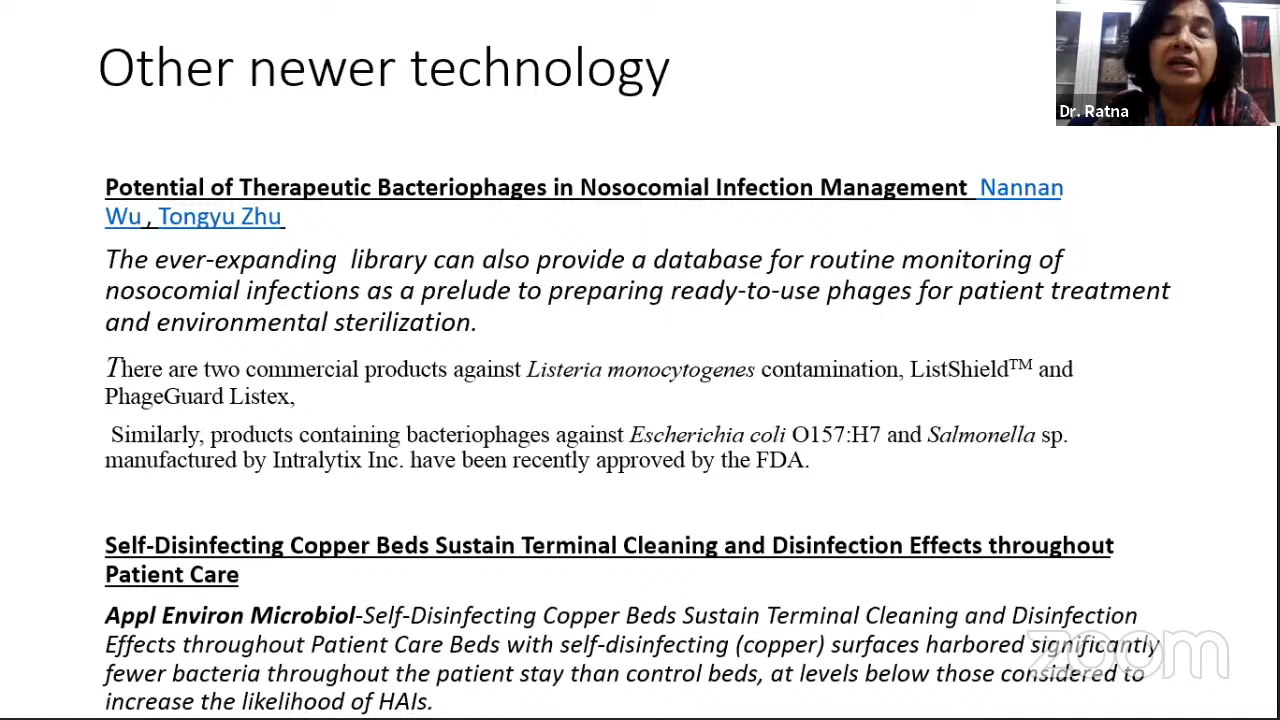 Other newer technology
Dr. Ratna
Potential of Therapeutic Bacteriophages in Nosocomial Infection Management Nannan
Wu , Tongyu Zhu
The ever-expanding library can also provide a database for routine monitoring of
nosocomial infections as a prelude to preparing ready-to-use phages for patient treatment
and environmental sterilization.
There are two commercial products against Listeria monocytogenes contamination, ListShield™ and
PhageGuard Listex,
Similarly, products containing bacteriophages against Escherichia coli O157:H7 and Salmonella sp.
manufactured by Intralytix Inc. have been recently approved by the FDA.
Self-Disinfecting Copper Beds Sustain Terminal Cleaning and Disinfection Effects throughout
Patient Care
Appl Environ Microbiol-Self-Disinfecting Copper Beds Sustain Terminal Cleaning and Disinfection
Effects throughout Patient Care Beds with self-disinfecting (copper) surfaces harbored significantly
fewer bacteria throughout the patient stay than control beds, at levels below those considered to
increase the likelihood of HAIs.
zoom